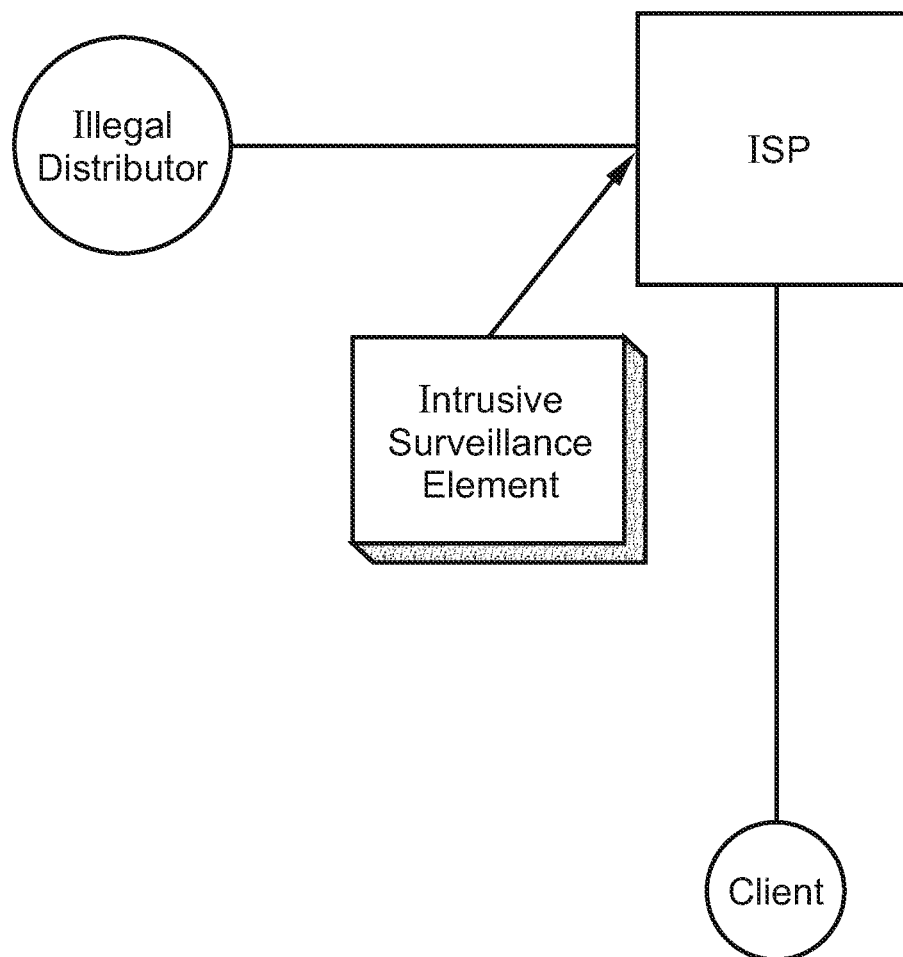 Illegal
Distributor
ISP
Intrusive
Surveillance
Element
Client